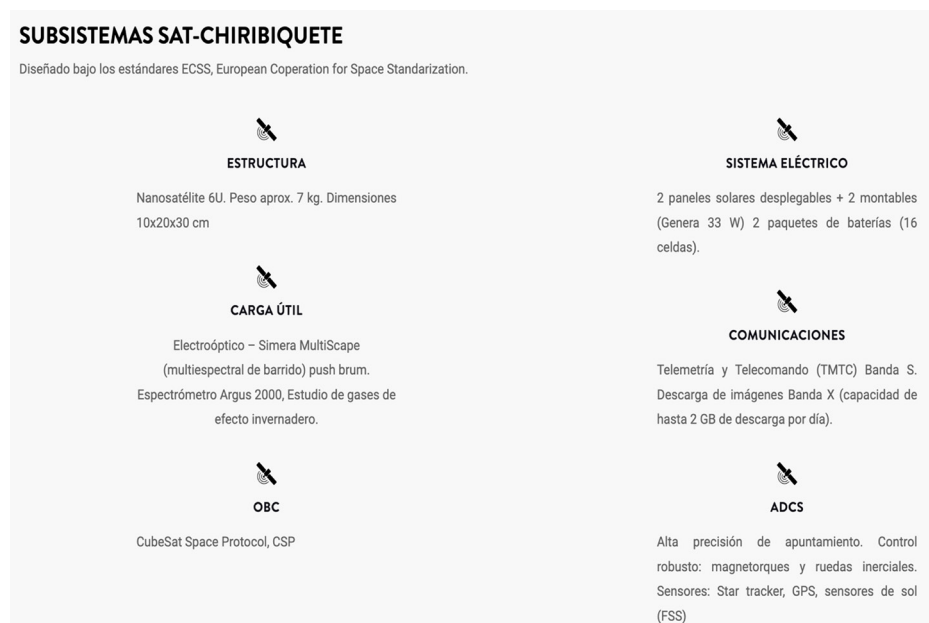 SUBSISTEMAS SAT-CHIRIBIQUETE
Diseñado bajo los estándares ECSS, European Coperation for Space Standarization.
ESTRUCTURA
Nanosatélite 6U. Peso aprox. 7 kg. Dimensiones
10x20x30 cm
CARGA ÚTIL
Electroóptico – Simera MultiScape
(multiespectral de barrido) push brum.
Espectrómetro Argus 2000, Estudio de gases de
efecto invernadero.
OBC
CubeSat Space Protocol, CSP
SISTEMA ELÉCTRICO
2 paneles solares desplegables + 2 montables
(Genera 33 W) 2 paquetes de baterías (16
celdas).
COMUNICACIONES
Telemetría y Telecomando (TMTC) Banda S.
Descarga de imágenes Banda X (capacidad de
hasta 2 GB de descarga por día).
ADCS
Alta precisión de apuntamiento. Control
robusto: magnetorques y ruedas inerciales.
Sensores: Star tracker, GPS, sensores de sol
(FSS)